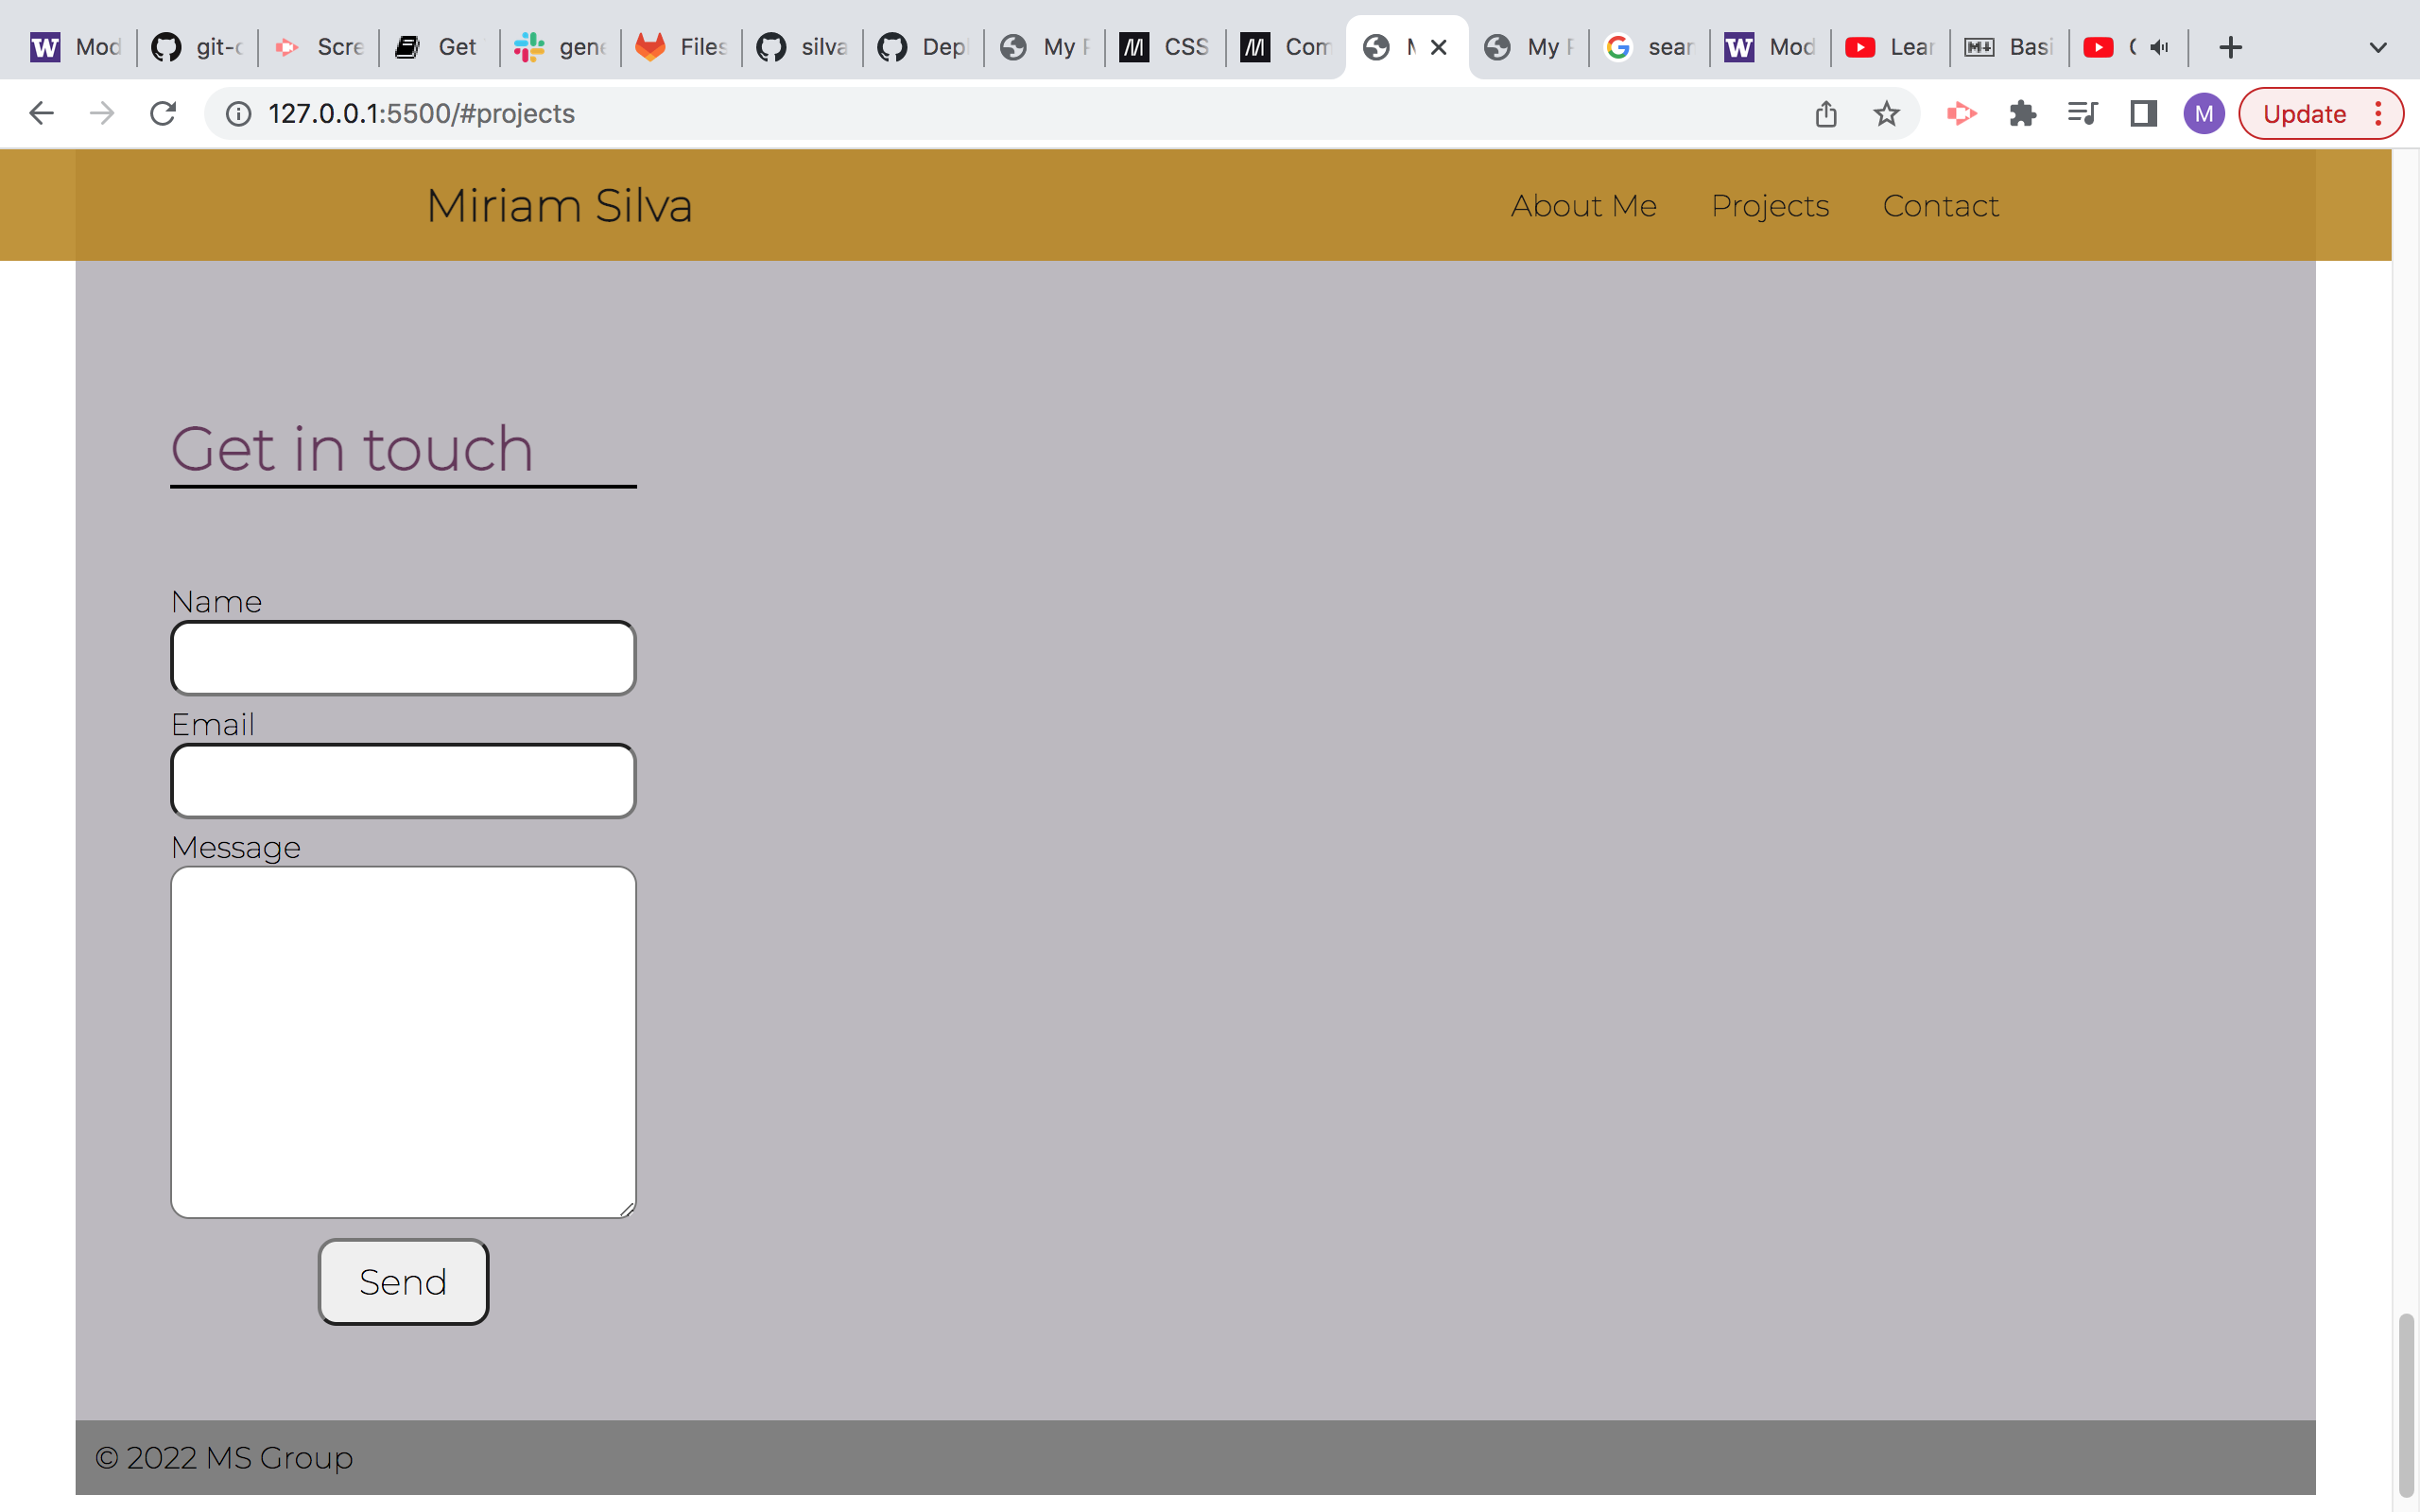 Mod git- Scre Get gene Files silva Dep My CSS Com My sear Mod Lear Basi
127.0.0.1:5500/#projects Update
M
Miriam Silva About Me Projects Contact
Get in touch
Name
Email
Message
Send
© 2022 MS Group